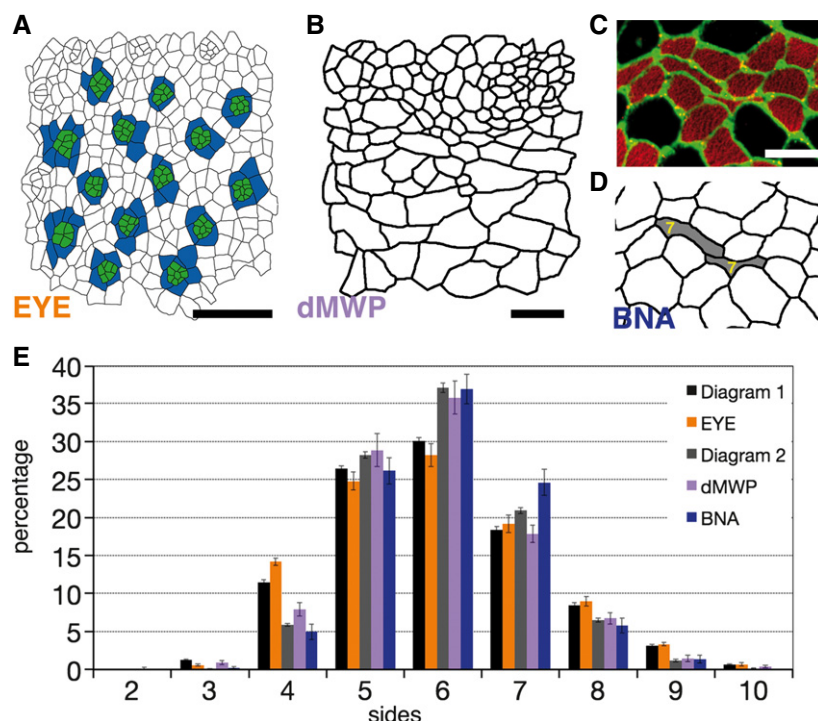 A
B
C
EYE
dMWP
D
7
7
BNA
E
40
35
30
25
20
15
10
5
0
percentage
Diagram 1
EYE
Diagram 2
dMWP
BNA
2 3 4 5 6 7 8 9 10
sides